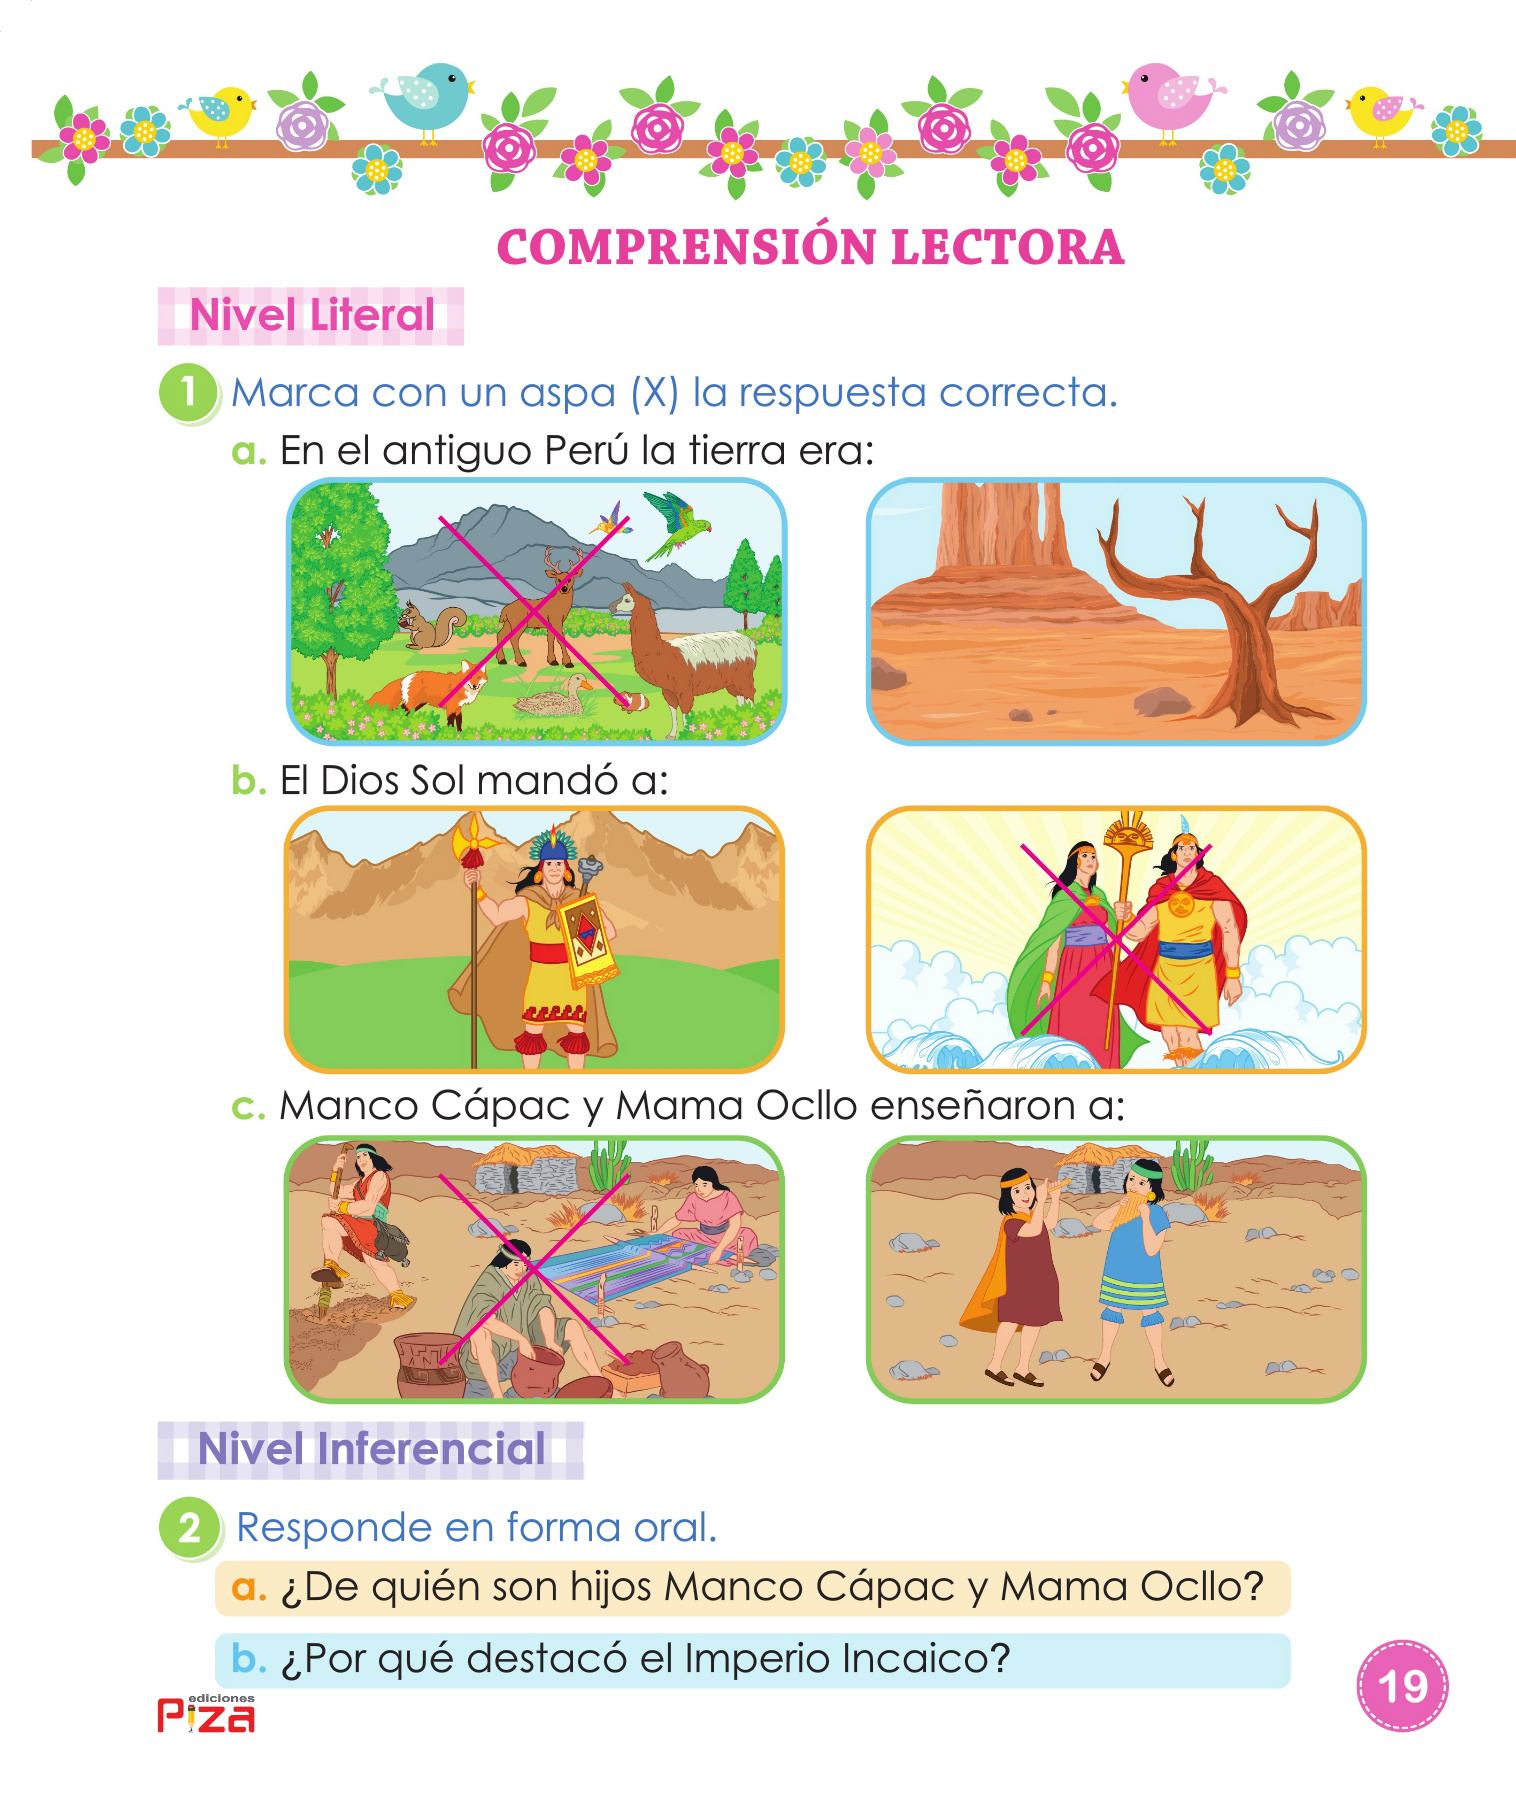 COMPRENSIÓN LECTORA
Nivel Literal
1 Marca con un aspa (X) la respuesta correcta.
a. En el antiguo Perú la tierra era:
b. El Dios Sol mandó a:
c. Manco Cápac y Mama Ocllo enseñaron a:
Nivel Inferencial
2 Responde en forma oral.
a. ¿De quién son hijos Manco Cápac y Mama Ocllo?
b. ¿Por qué destacó el Imperio Incaico?
ediciones
Piza
19